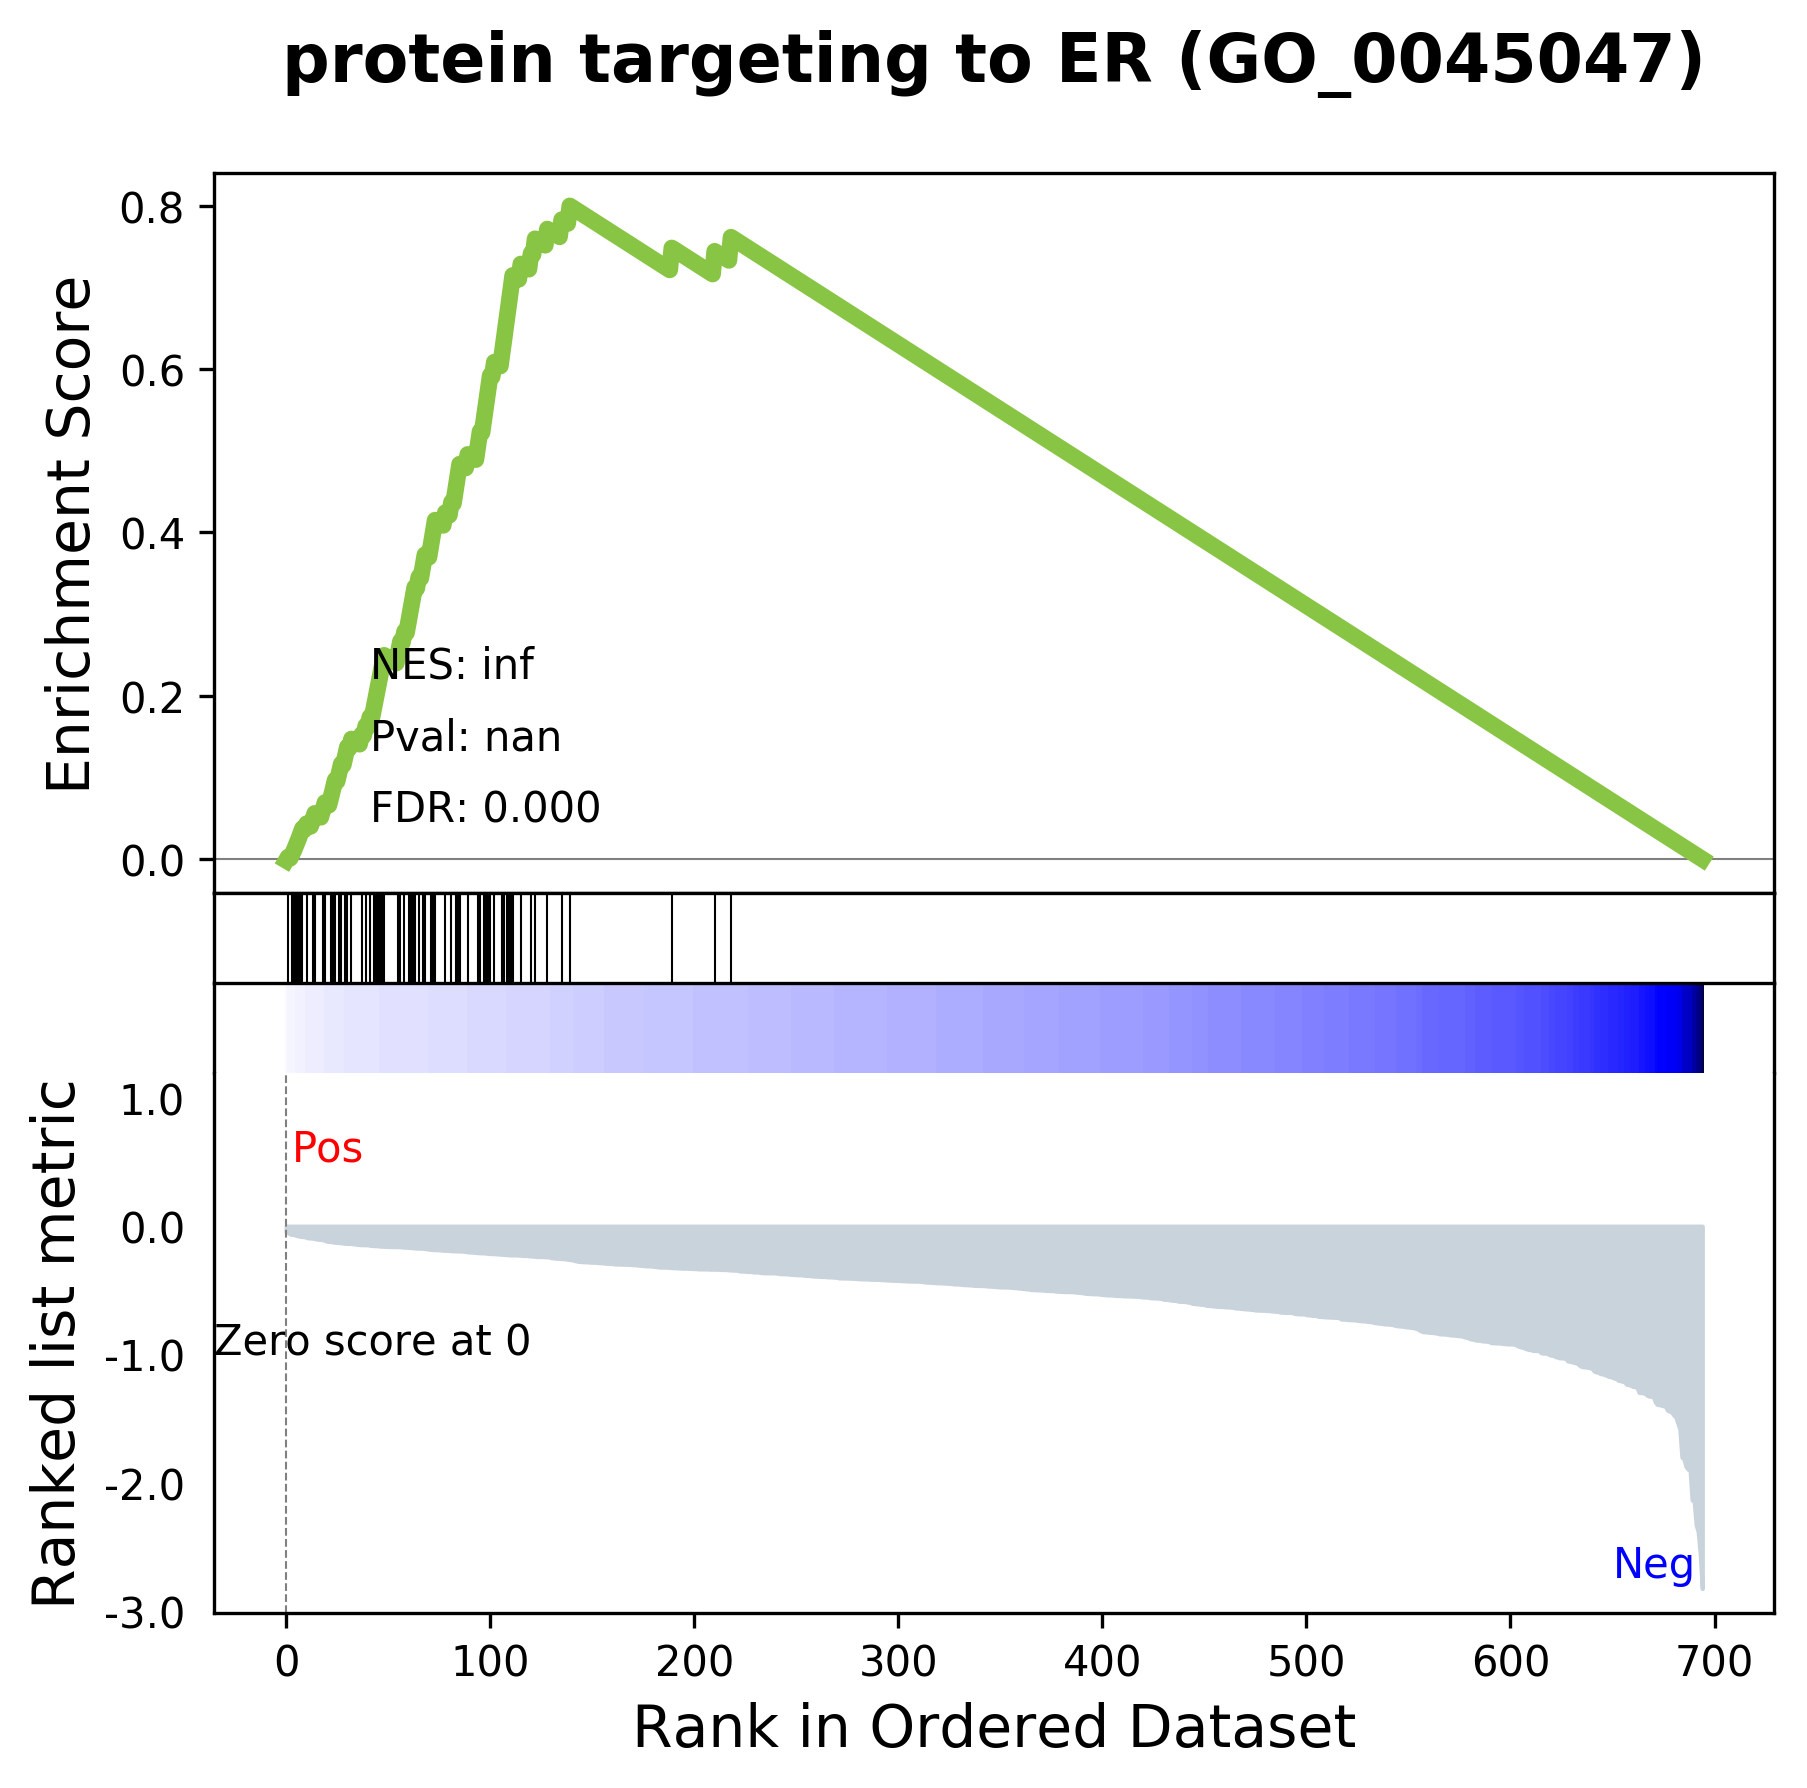 protein targeting to ER (GO_0045047)
Enrichment Score
0.8
0.6
0.4
0.2
0.0
NES: inf
Pval: nan
FDR: 0.000
Ranked list metric
1.0
0.0
-1.0
-2.0
-3.0
Pos
Zero score at 0
Neg
0 100 200 300 400 500 600 700
Rank in Ordered Dataset